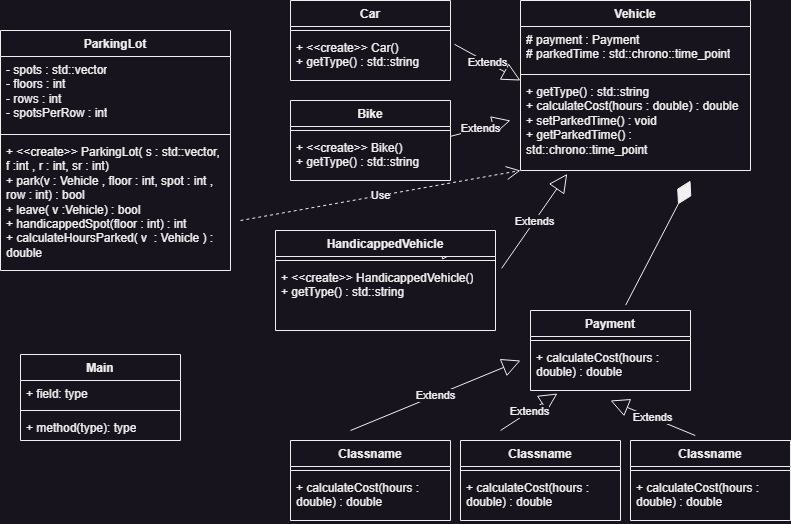 Car
+ <<create>> Car()
+ getType() : std::string
Vehicle
# payment : Payment
# parkedTime : std::chrono::time_point
+ getType() : std::string
+ calculateCost(hours : double) : double
+ setParkedTime() : void
+ getParkedTime() :
std::chrono::time_point
ParkingLot
- spots : std::vector
- floors : int
- rows : int
- spotsPerRow : int
+ <<create>> ParkingLot( s : std::vector,
f :int , r : int, sr : int)
+ park(v : Vehicle , floor : int, spot : int ,
row : int) : bool
+ leave( v :Vehicle) : bool
+ handicappedSpot(floor : int) : int
+ calculateHoursParked( v : Vehicle ) :
double
Extends
Bike
+ <<create>> Bike()
+ getType() : std::string
Extends
Use
Extends
HandicappedVehicle
+ <<create>> HandicappedVehicle()
+ getType() : std::string
Payment
+ calculateCost(hours :
double) : double
Main
+ field: type
+ method(type): type
Extends
Extends
Extends
Classname
+ calculateCost(hours :
double) : double
Classname
+ calculateCost(hours :
double) : double
Classname
+ calculateCost(hours :
double) : double